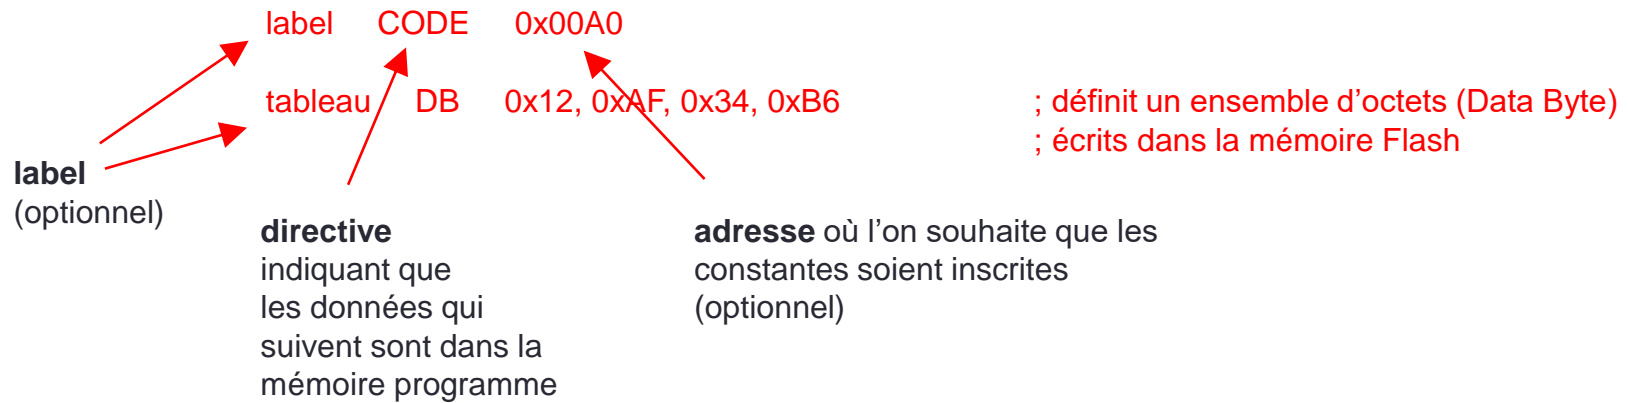 label CODE 0x00A0
tableau DB 0x12, 0xAF, 0x34, 0xB6 ; définit un ensemble d'octets (Data Byte)
; écrits dans la mémoire Flash
label
(optionnel)
directive
indiquant que
les données qui
suivent sont dans la
mémoire programme
adresse où l'on souhaite que les
constantes soient inscrites
(optionnel)